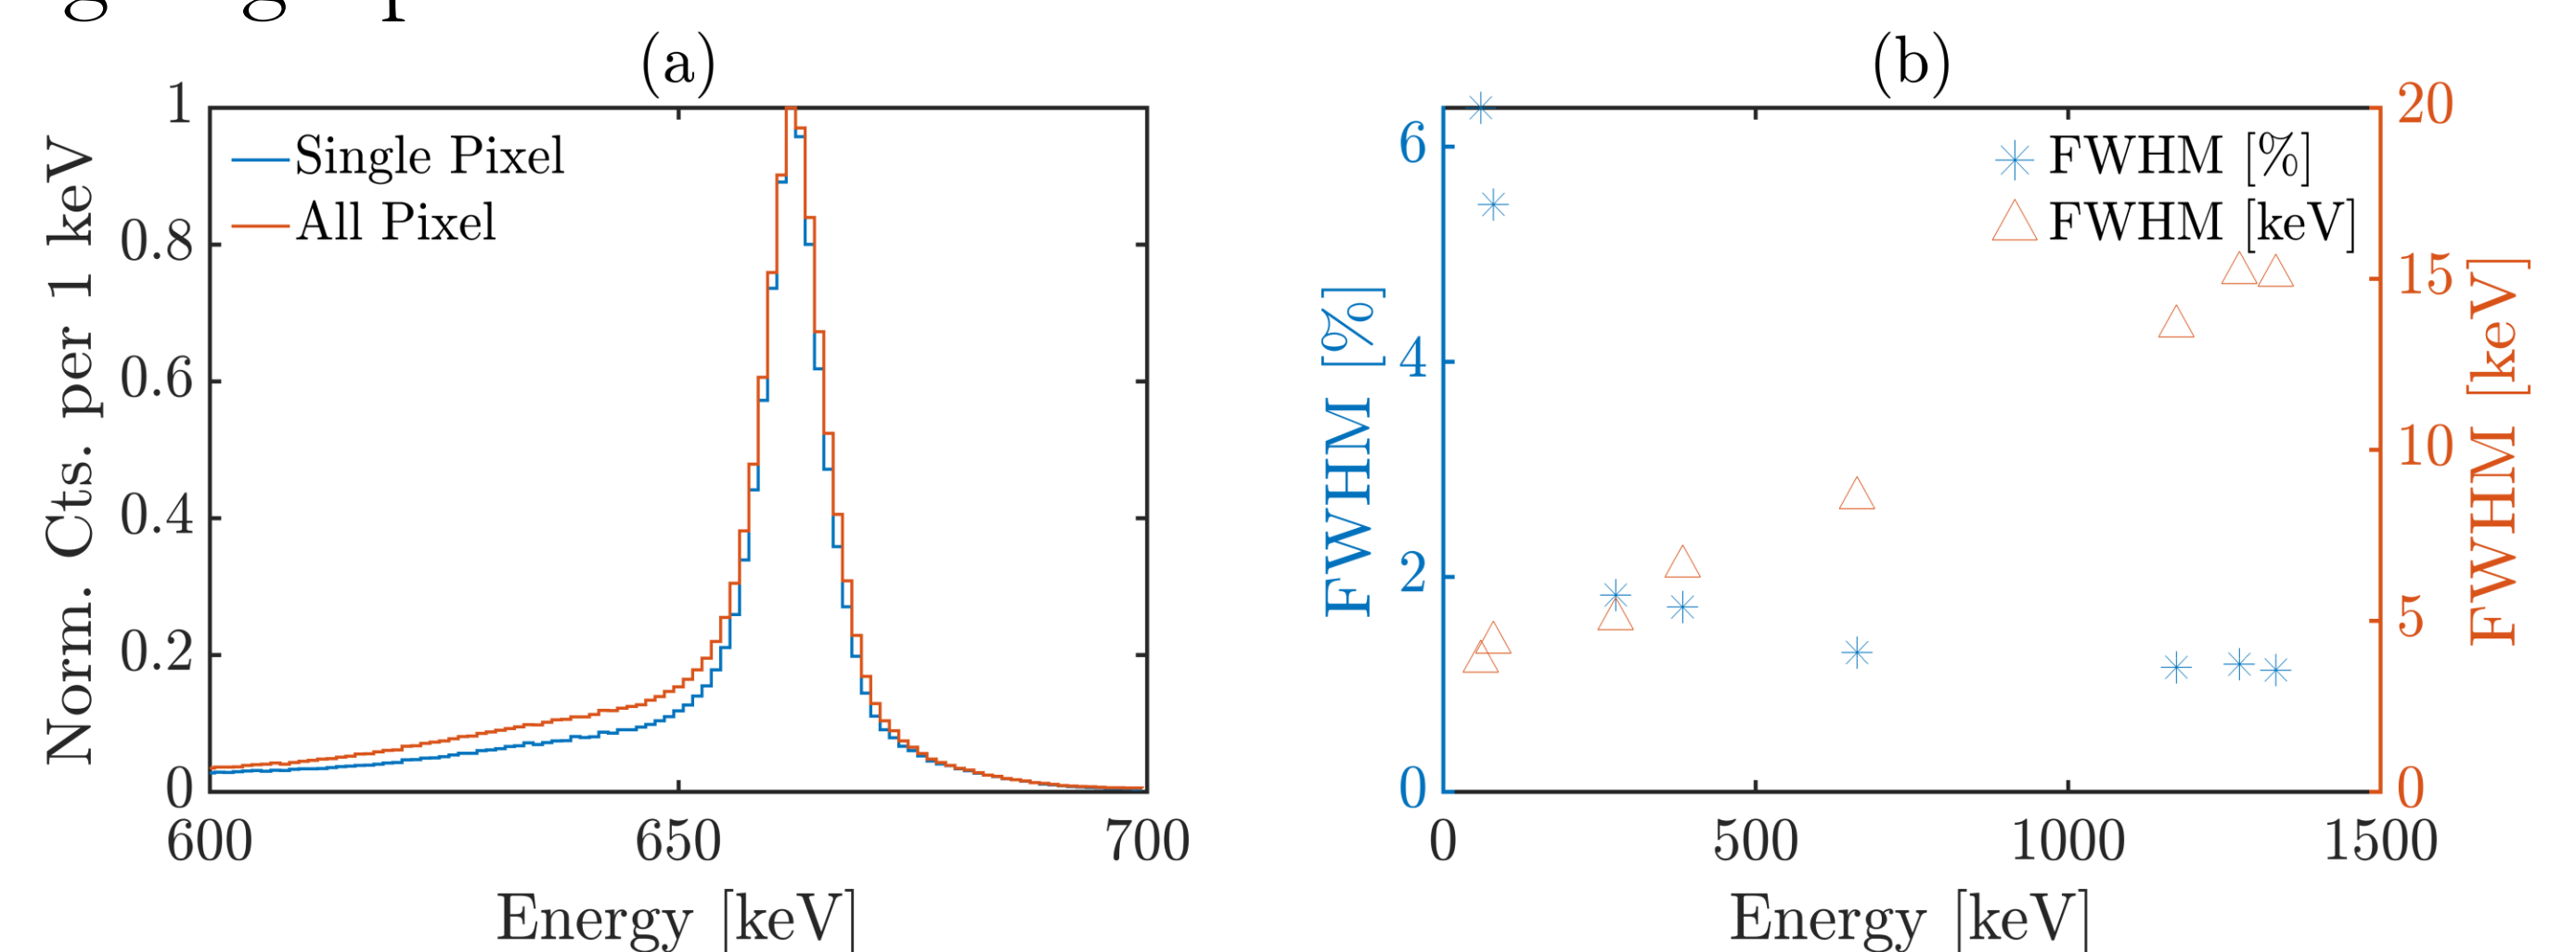 (a)
1
0.8
0.6
0.4
0.2
0
Norm. Cts. per 1 keV
Single Pixel
All Pixel
600 650 700
Energy [keV]
(b)
6
4
2
0
FWHM [%]
FWHM [%]
FWHM [keV]
20
15
10
5
0
FWHM [keV]
0 500 1000 1500
Energy [keV]